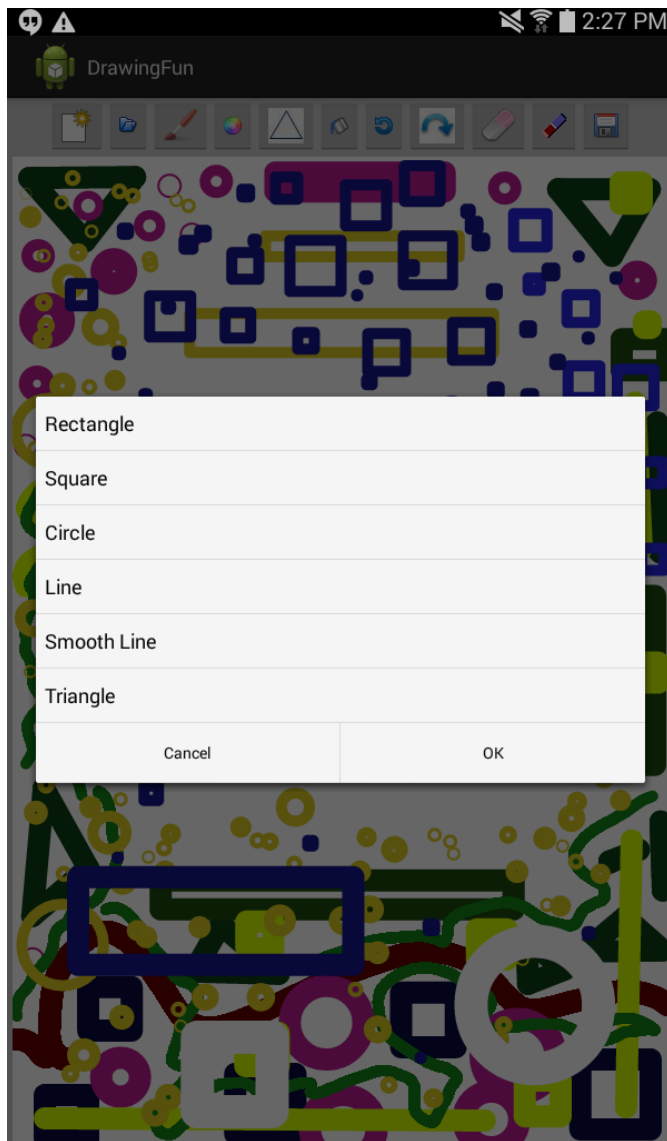 2:27 PM
DrawingFun
Rectangle
Square
Circle
Line
Smooth Line
Triangle
Cancel
OK